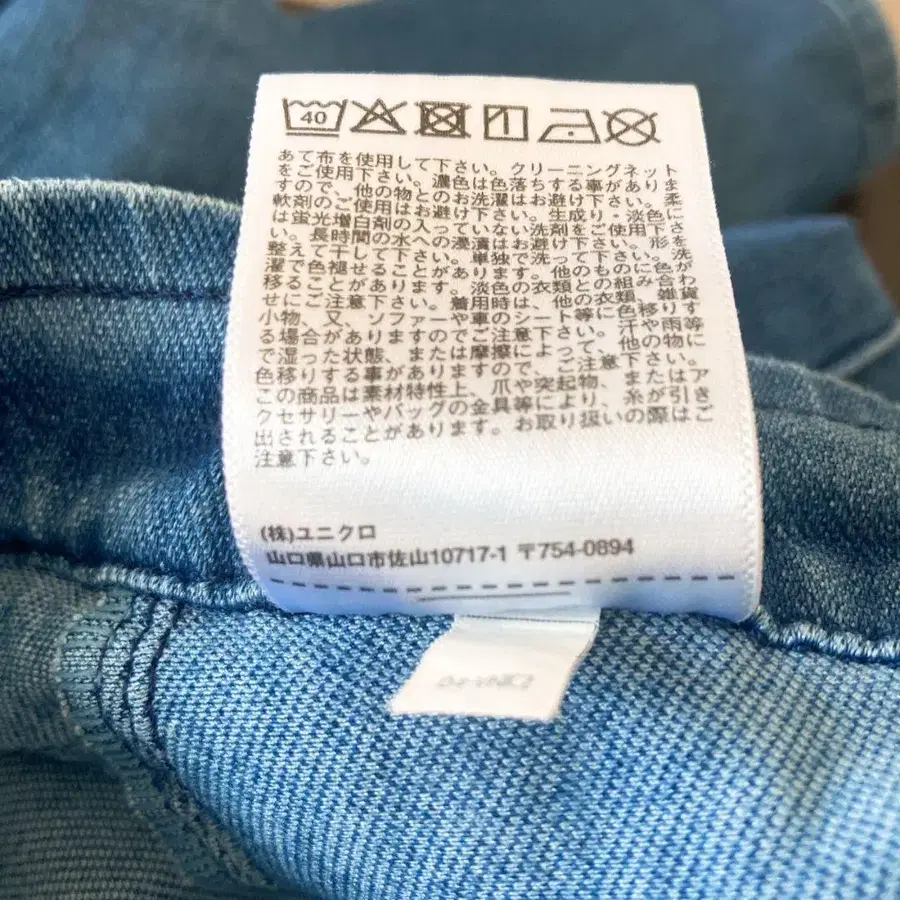 40
あて布を使用して下さい。クリーニングネット
をご使用下さい。濃色は色落ちする事がありま
すので、他の物とのお洗濯はお避け下さい。柔
軟剤のご使用はお避け下さい。生成り・淡色に
は蛍光増白剤の入っていない洗剤をご使用下さ
い。長時間の水への浸漬はお避け下さい。形を
整えて干して下さい。単独で洗って下さい。洗
濯で色褪せることがあります。他のものに色が
移ることがあります。淡色の衣類との組み合わ
せにご注意下さい。着用時は、他の衣類、雑貨
小物、又、ソファーや車のシート等に色移りす
る場合がありますのでご注意下さい。汗や雨等
で湿った状態、または摩擦によって、他の物に
色移りする事がありますので、ご注意下さい。
この商品は素材特性上、爪や突起物、またはア
クセサリーやバッグの金具等により、糸が引き
出されることがあります。お取り扱いの際はご
注意下さい。
(株)ユニクロ
山口県山口市佐山10717-1 〒754-0894